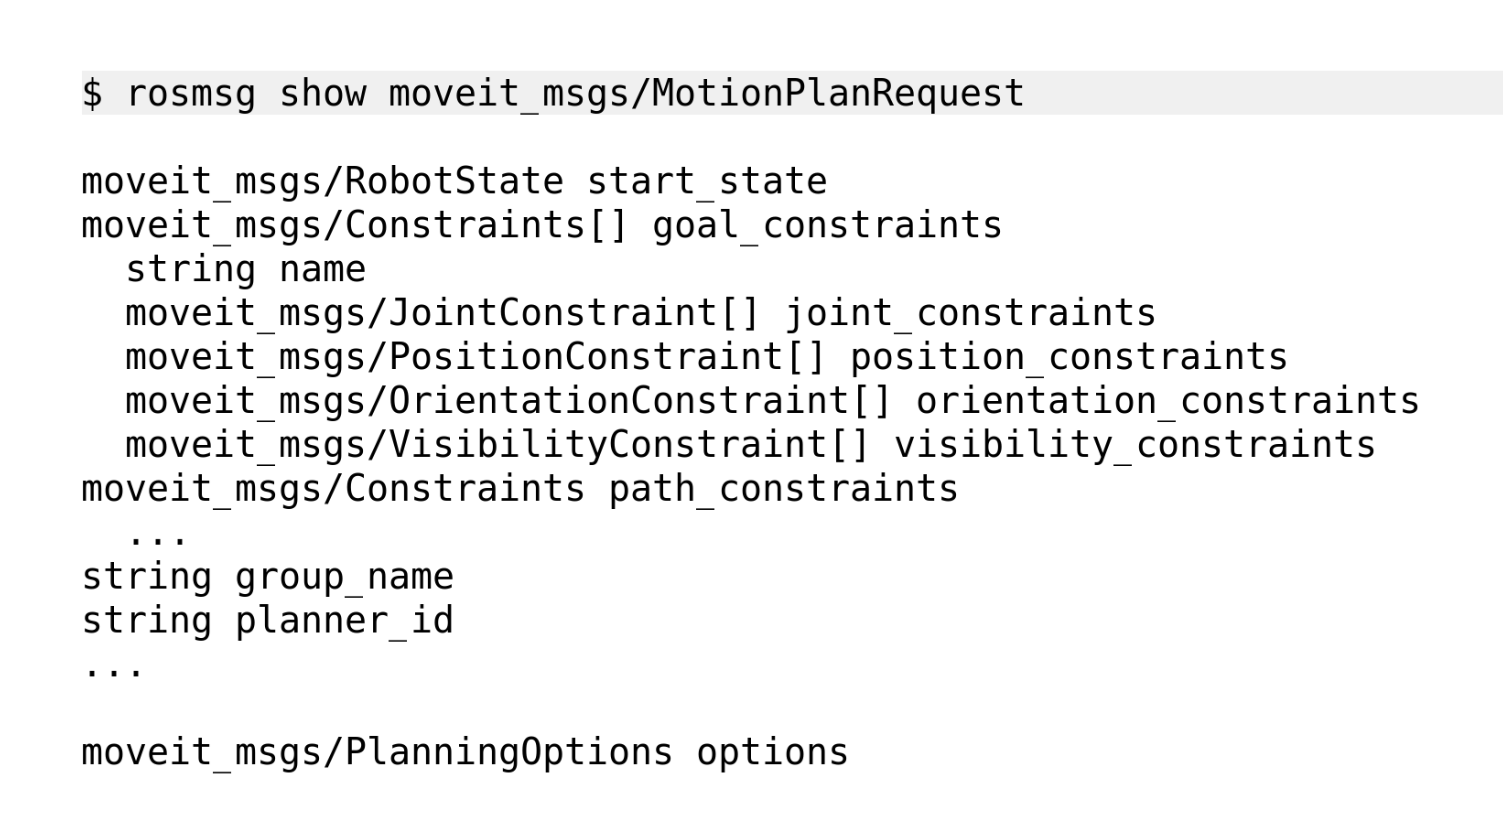 $ rosmsg show moveit_msgs/MotionPlanRequest
moveit_msgs/RobotState start_state
moveit_msgs/Constraints[] goal_constraints
  string name
  moveit_msgs/JointConstraint[] joint_constraints
  moveit_msgs/PositionConstraint[] position_constraints
  moveit_msgs/OrientationConstraint[] orientation_constraints
  moveit_msgs/VisibilityConstraint[] visibility_constraints
moveit_msgs/Constraints path_constraints
  ...
string group_name
string planner_id
...
moveit_msgs/PlanningOptions options